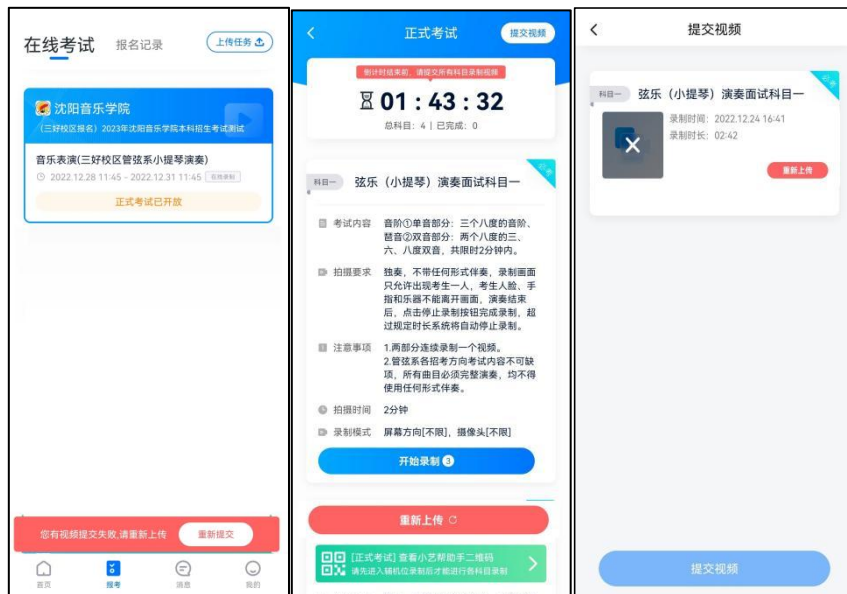 在线考试 报名记录 上传任务
沈阳音乐学院
(三好校区报名) 2023年沈阳音乐学院本科招生考试测试
音乐表演(三好校区管弦系小提琴演奏)
2022.12.28 11:45 - 2022.12.31 11:45 在线录制
正式考试已开放
您有视频提交失败,请重新上传 重新提交
首页 报考 消息 我的
正式考试 提交视频
倒计时结束前，请提交所有科目录制视频
01 : 43 : 32
总科目: 4 | 已完成: 0
必考
科目一 弦乐（小提琴）演奏面试科目一
考试内容 音阶①单音部分: 三个八度的音阶、
琶音②双音部分: 两个八度的三、
六、八度双音，共限时2分钟内。
拍摄要求 独奏，不带任何形式伴奏，录制画面
只允许出现考生一人，考生人脸、手
指和乐器不能离开画面，演奏结束
后，点击停止录制按钮完成录制，超
过规定时长系统将自动停止录制。
注意事项 1.两部分连续录制一个视频。
2.管弦系各招考方向考试内容不可缺
项，所有曲目必须完整演奏，均不得
使用任何形式伴奏。
拍摄时间 2分钟
录制模式 屏幕方向[不限]，摄像头[不限]
开始录制 3
重新上传
[正式考试] 查看小艺帮助手二维码
请先进入辅机位录制后才能进行各科目录制
提交视频
必考
科目一 弦乐（小提琴）演奏面试科目一
录制时间: 2022.12.24 16:41
录制时长: 02:42
重新上传
提交视频